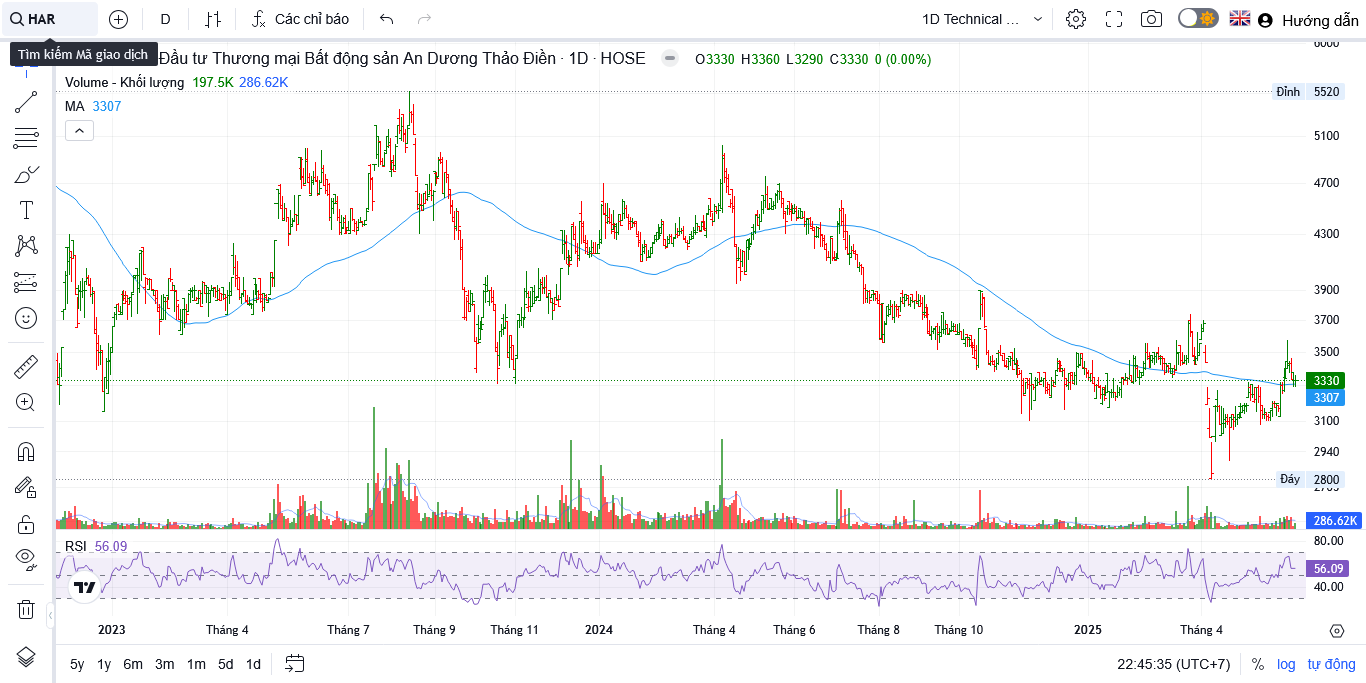 HAR D Các chỉ báo 1D Technical ... Hướng dẫn
Tìm kiếm Mã giao dịch Đầu tư Thương mại Bất động sản An Dương Thảo Điền · 1D · HOSE O3330 H3360 L3290 C3330 0 (0.00%)
Volume - Khối lượng 197.5K 286.62K
MA 3307
6000
Đỉnh 5520
5100
4700
4300
3900
3700
3500
3330
3307
3100
2940
Đáy 2800
286.62K
RSI 56.09
80.00
56.09
40.00
2023 Tháng 4 Tháng 7 Tháng 9 Tháng 11 2024 Tháng 4 Tháng 6 Tháng 8 Tháng 10 2025 Tháng 4
5y 1y 6m 3m 1m 5d 1d 22:45:35 (UTC+7) % log tự động